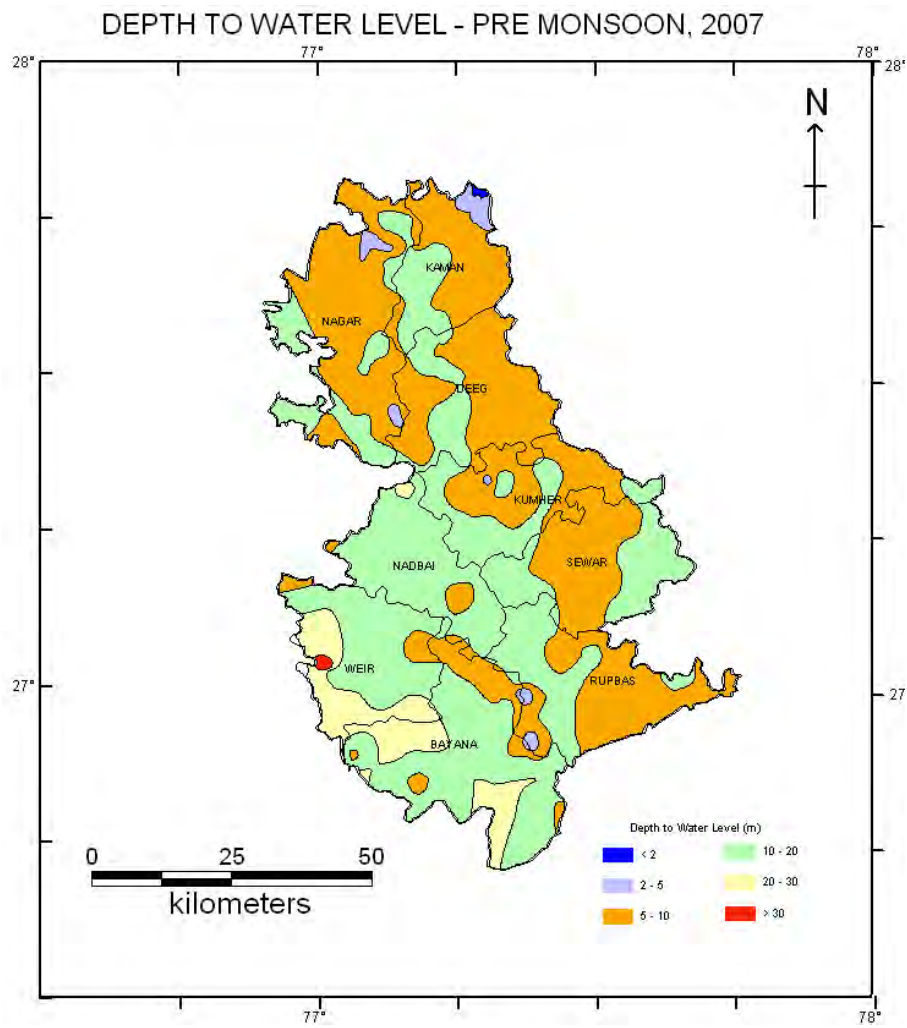 DEPTH TO WATER LEVEL - PRE MONSOON, 2007
77° 78°
28° 28°
N
KAMAN
NAGAR
DEEG
KUMHER
SEWAR
NADBAI
WEIR
RUPBAS
27° 27°
BAYANA
Depth to Water Level (m)
0 25 50
kilometers
< 2 10 - 20
2 - 5 20 - 30
5 - 10 > 30
77° 78°